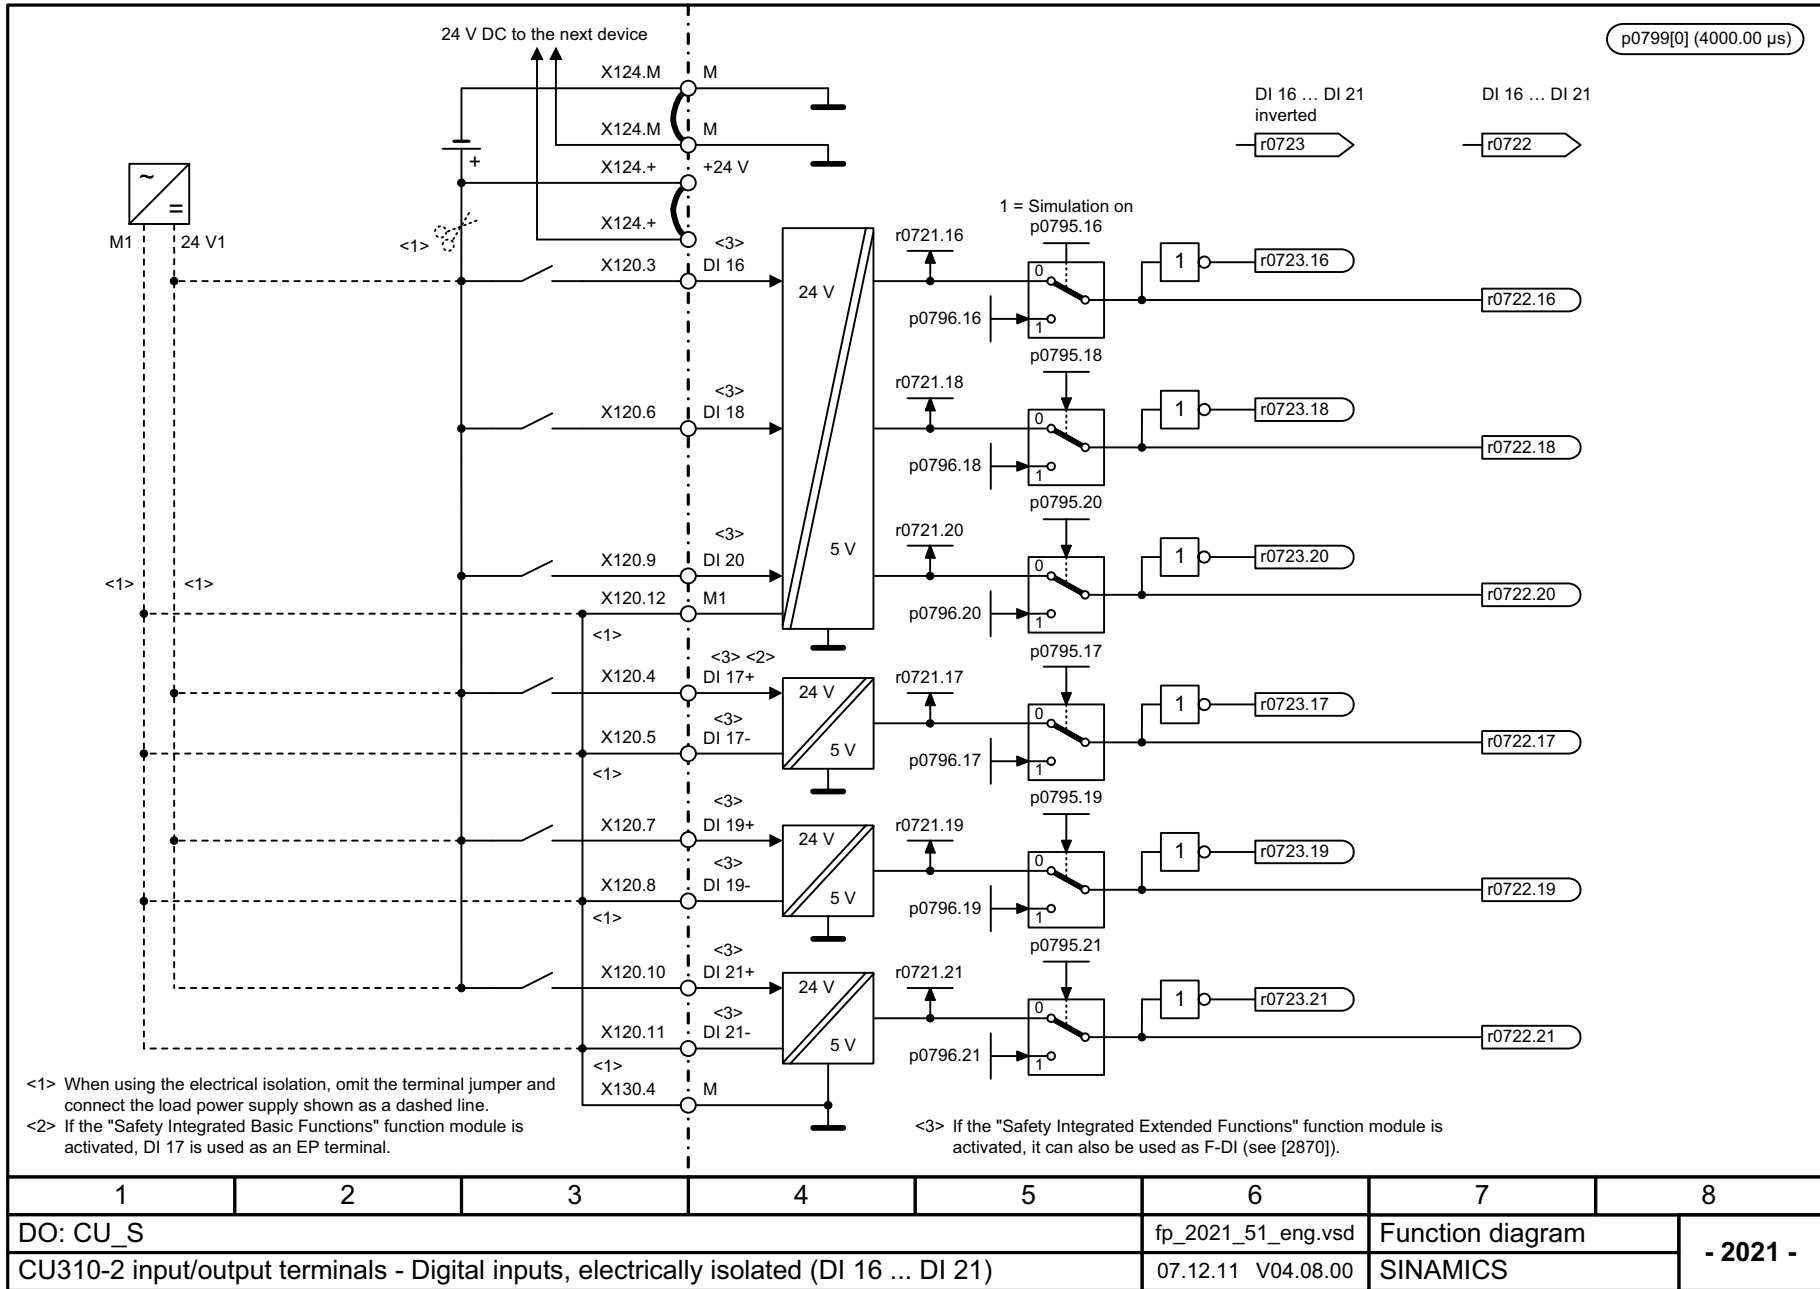 24 V DC to the next device
p0799[0] (4000.00 µs)
X124.M M
DI 16 … DI 21
inverted
DI 16 … DI 21
X124.M M
r0723
r0722
+
X124.+ +24 V
~
=
1 = Simulation on
M1 24 V1
<1>
X124.+
<3>
r0721.16
p0795.16
X120.3 DI 16
24 V
0
1
r0723.16
p0796.16
1
r0722.16
p0795.18
<3>
r0721.18
X120.6 DI 18
0
1
r0723.18
p0796.18
1
r0722.18
p0795.20
<3>
r0721.20
X120.9 DI 20
5 V
0
1
r0723.20
<1> <1>
X120.12 M1
p0796.20
1
r0722.20
<1>
p0795.17
<3> <2>
r0721.17
X120.4 DI 17+
24 V
0
1
r0723.17
<3>
X120.5 DI 17-
5 V
p0796.17
1
r0722.17
<1>
p0795.19
<3>
r0721.19
X120.7 DI 19+
24 V
0
1
r0723.19
<3>
X120.8 DI 19-
5 V
p0796.19
1
r0722.19
<1>
p0795.21
<3>
r0721.21
X120.10 DI 21+
24 V
0
1
r0723.21
<3>
X120.11 DI 21-
5 V
p0796.21
1
r0722.21
<1>
X130.4 M
<1> When using the electrical isolation, omit the terminal jumper and
connect the load power supply shown as a dashed line.
<2> If the "Safety Integrated Basic Functions" function module is
activated, DI 17 is used as an EP terminal.
<3> If the "Safety Integrated Extended Functions" function module is
activated, it can also be used as F-DI (see [2870]).
1 2 3 4 5 6 7 8
DO: CU_S
fp_2021_51_eng.vsd
Function diagram
- 2021 -
CU310-2 input/output terminals - Digital inputs, electrically isolated (DI 16 ... DI 21)
07.12.11 V04.08.00
SINAMICS